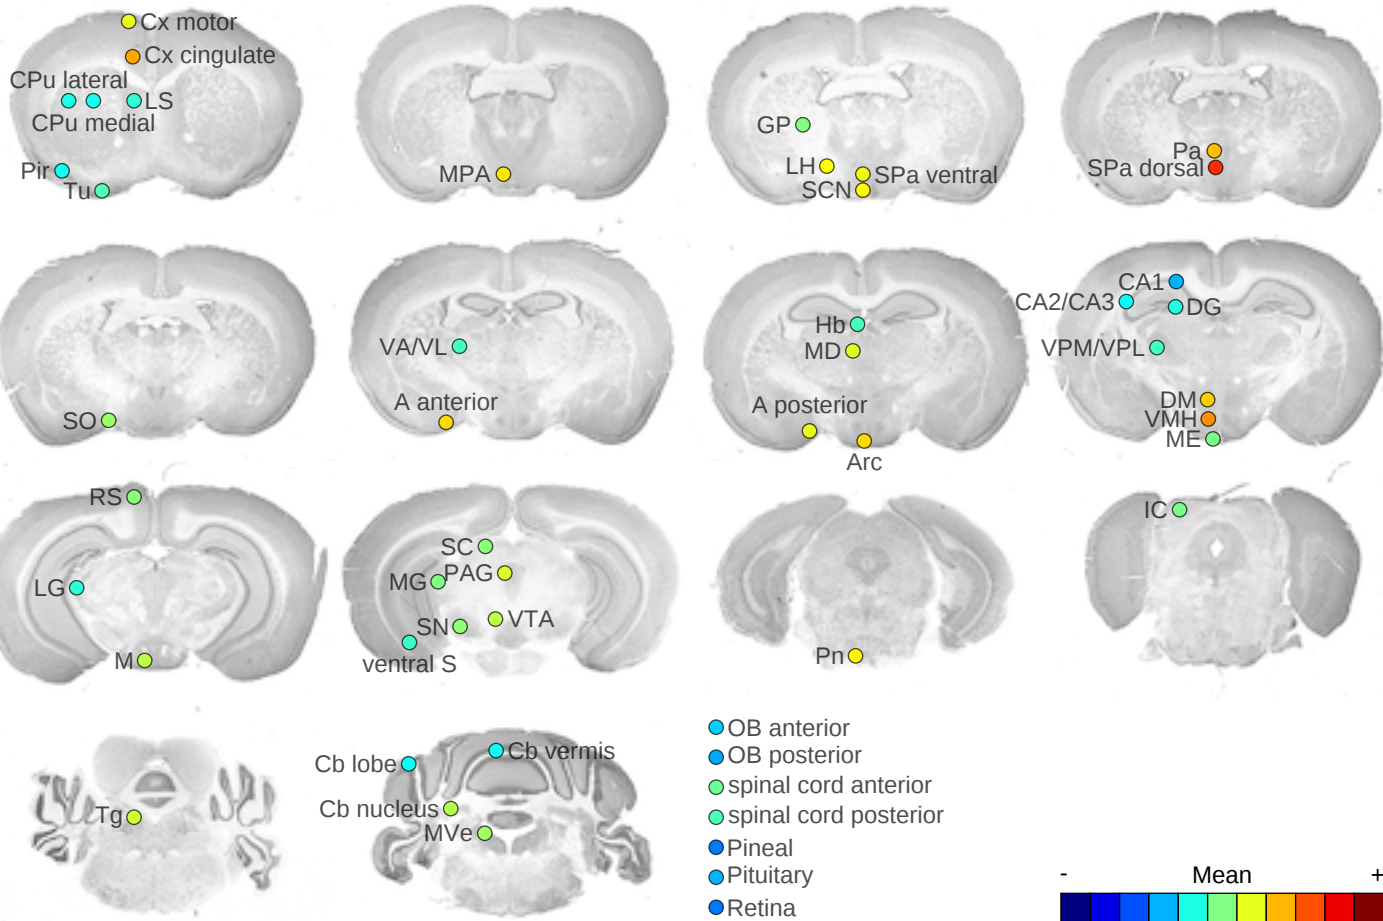 Cx motor
Cx cingulate
CPu lateral
LS
CPu medial
Pir
Tu
MPA
GP
LH
SPa ventral
SCN
Pa
SPa dorsal
SO
VA/VL
A anterior
Hb
MD
A posterior
Arc
CA1
CA2/CA3
DG
VPM/VPL
DM
VMH
ME
RS
LG
M
SC
MG
PAG
SN
VTA
ventral S
Pn
IC
Tg
Cb lobe
Cb vermis
Cb nucleus
MVe
OB anterior
OB posterior
spinal cord anterior
spinal cord posterior
Pineal
Pituitary
Retina
- Mean +